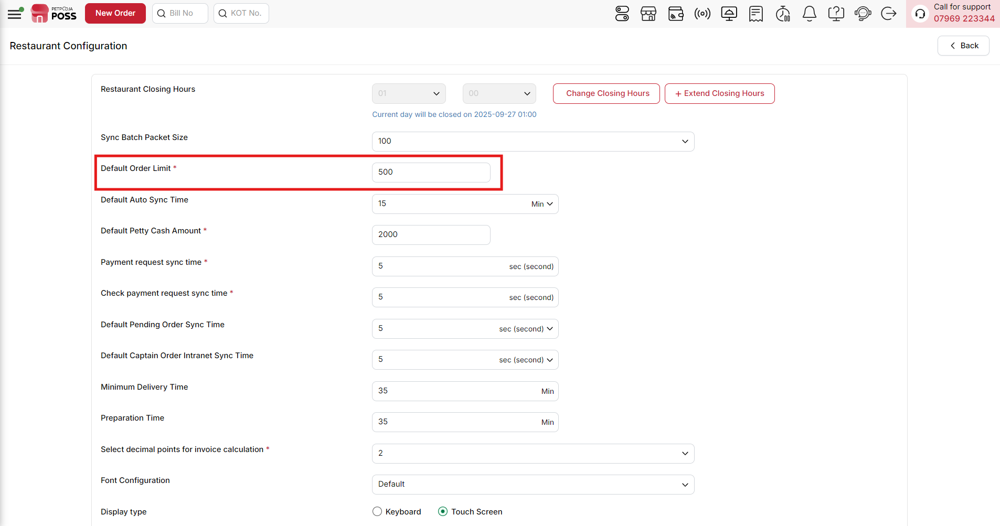 PETPOOJA
POSS
New Order
Bill No
KOT No.
Call for support
07969 223344
Restaurant Configuration
Back
Restaurant Closing Hours
01
00
Change Closing Hours
+ Extend Closing Hours
Current day will be closed on 2025-09-27 01:00
Sync Batch Packet Size
100
Default Order Limit *
500
Default Auto Sync Time
15
Min
Default Petty Cash Amount *
2000
Payment request sync time *
5
sec (second)
Check payment request sync time *
5
sec (second)
Default Pending Order Sync Time
5
sec (second)
Default Captain Order Intranet Sync Time
5
sec (second)
Minimum Delivery Time
35
Min
Preparation Time
35
Min
Select decimal points for invoice calculation *
2
Font Configuration
Default
Display type
Keyboard
Touch Screen